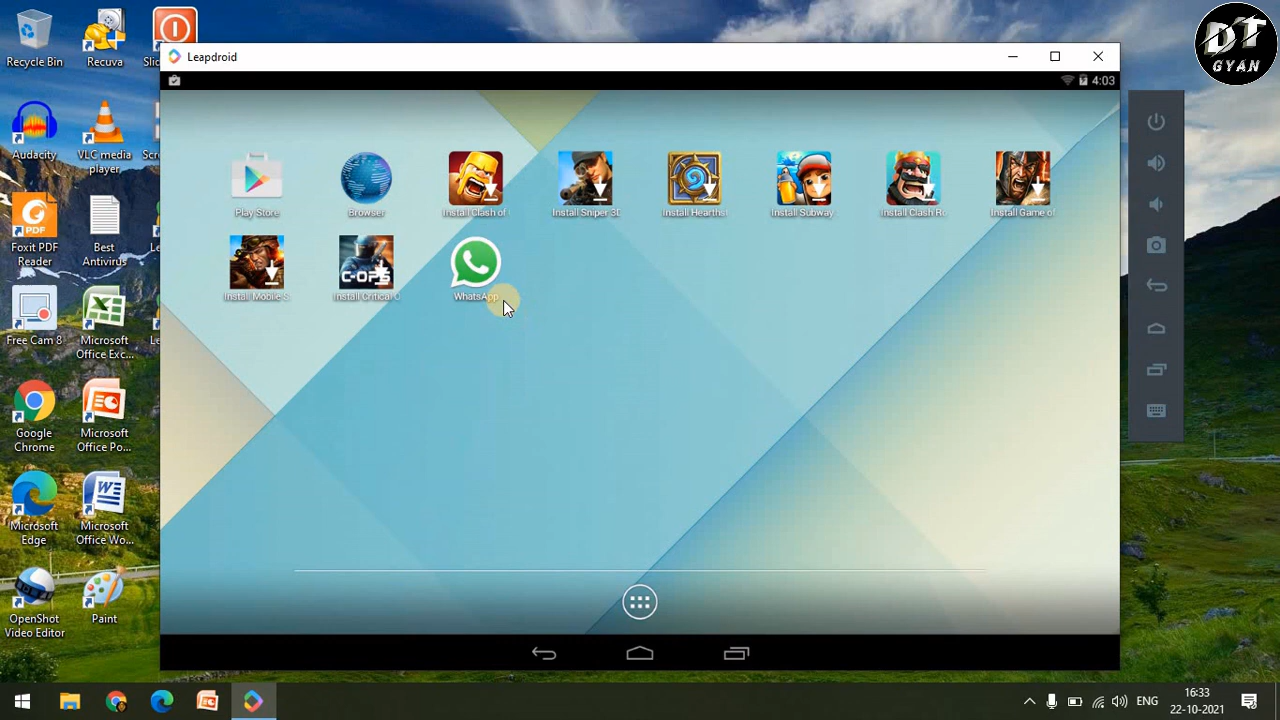 Recycle Bin
Recuva
Leapdroid
DT
GYAN
4:03
Audacity
VLC media
player
Play Store
Browser
Install Clash of
Install Sniper 3D
Install Hearths
Install Subway
Install Clash Ro
Install Game of
Foxit PDF
Reader
Best
Antivirus
C-OPS
Install Mobile S
Install Critical O
WhatsApp
Free Cam 8
Microsoft
Office Exc...
Google
Chrome
Microsoft
Office Po...
Microsoft
Edge
Microsoft
Office Wo...
OpenShot
Video Editor
Paint
ENG
16:33
22-10-2021